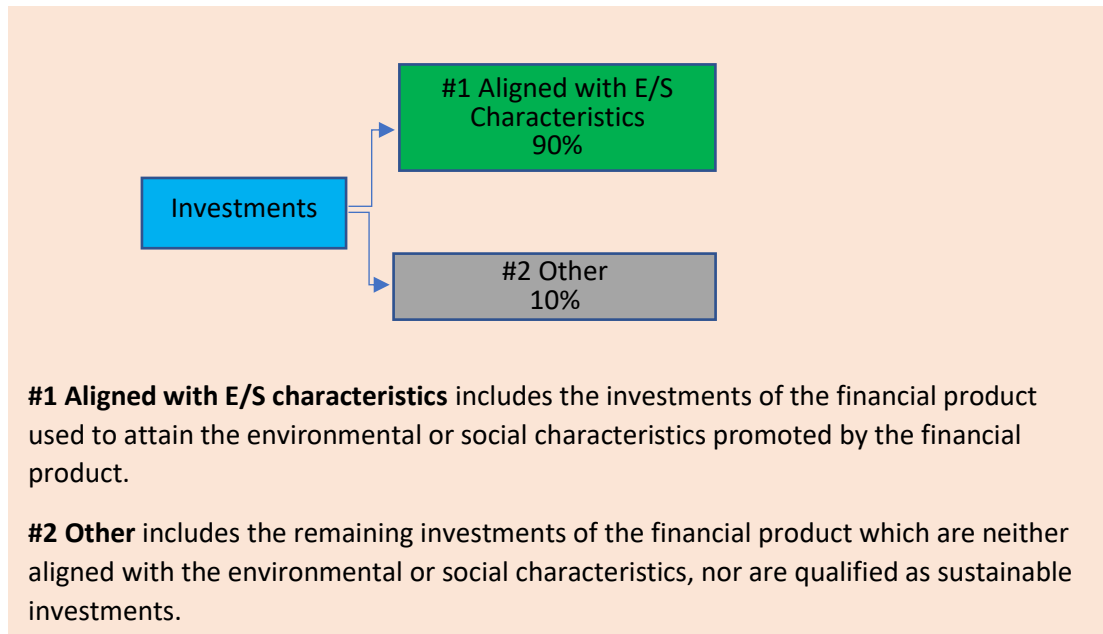 #1 Aligned with E/S
Characteristics
90%
Investments
#2 Other
10%
#1 Aligned with E/S characteristics includes the investments of the financial product
used to attain the environmental or social characteristics promoted by the financial
product.
#2 Other includes the remaining investments of the financial product which are neither
aligned with the environmental or social characteristics, nor are qualified as sustainable
investments.